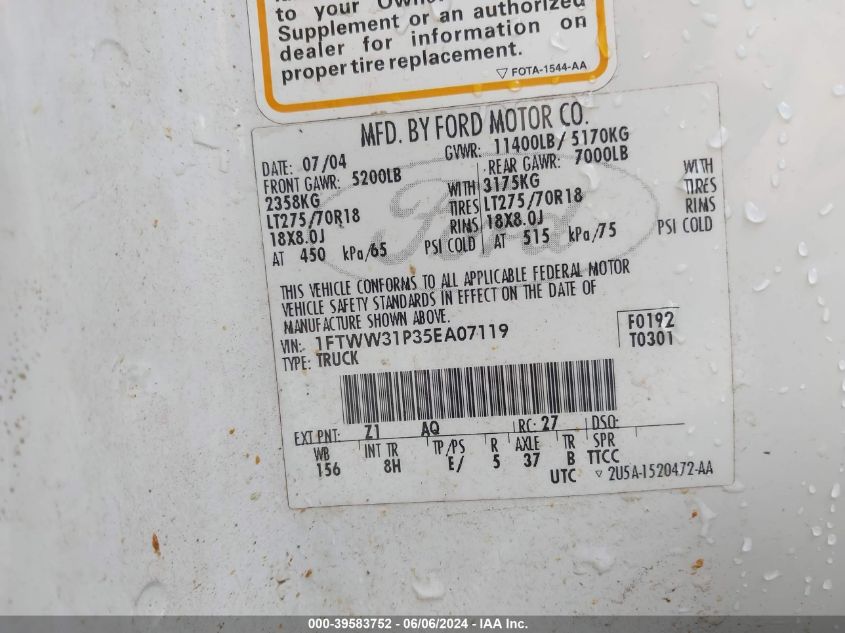 to your Owner
Supplement or an authorized
dealer for information on
proper tire replacement.
▽ FOTA-1544-AA
MFD. BY FORD MOTOR CO.
DATE: 07/04 GVWR: 11400LB / 5170KG
FRONT GAWR: 5200LB REAR GAWR: 7000LB
2358KG WITH 3175KG WITH
LT275/70R18 TIRES LT275/70R18 TIRES
18X8.0J RIMS 18X8.0J RIMS
AT 450 kPa/65 PSI COLD AT 515 kPa/75 PSI COLD
Ford
THIS VEHICLE CONFORMS TO ALL APPLICABLE FEDERAL MOTOR
VEHICLE SAFETY STANDARDS IN EFFECT ON THE DATE OF
MANUFACTURE SHOWN ABOVE.
VIN: 1FTWW31P35EA07119 F0192
TYPE: TRUCK T0301
EXT PNT: Z1 AQ RC: 27 DSO:
WB INT TR TP/PS R AXLE TR SPR
156 8H E/ 5 37 B TTCC
UTC ▽ 2U5A-1520472-AA
000-39583752 - 06/06/2024 - IAA Inc.